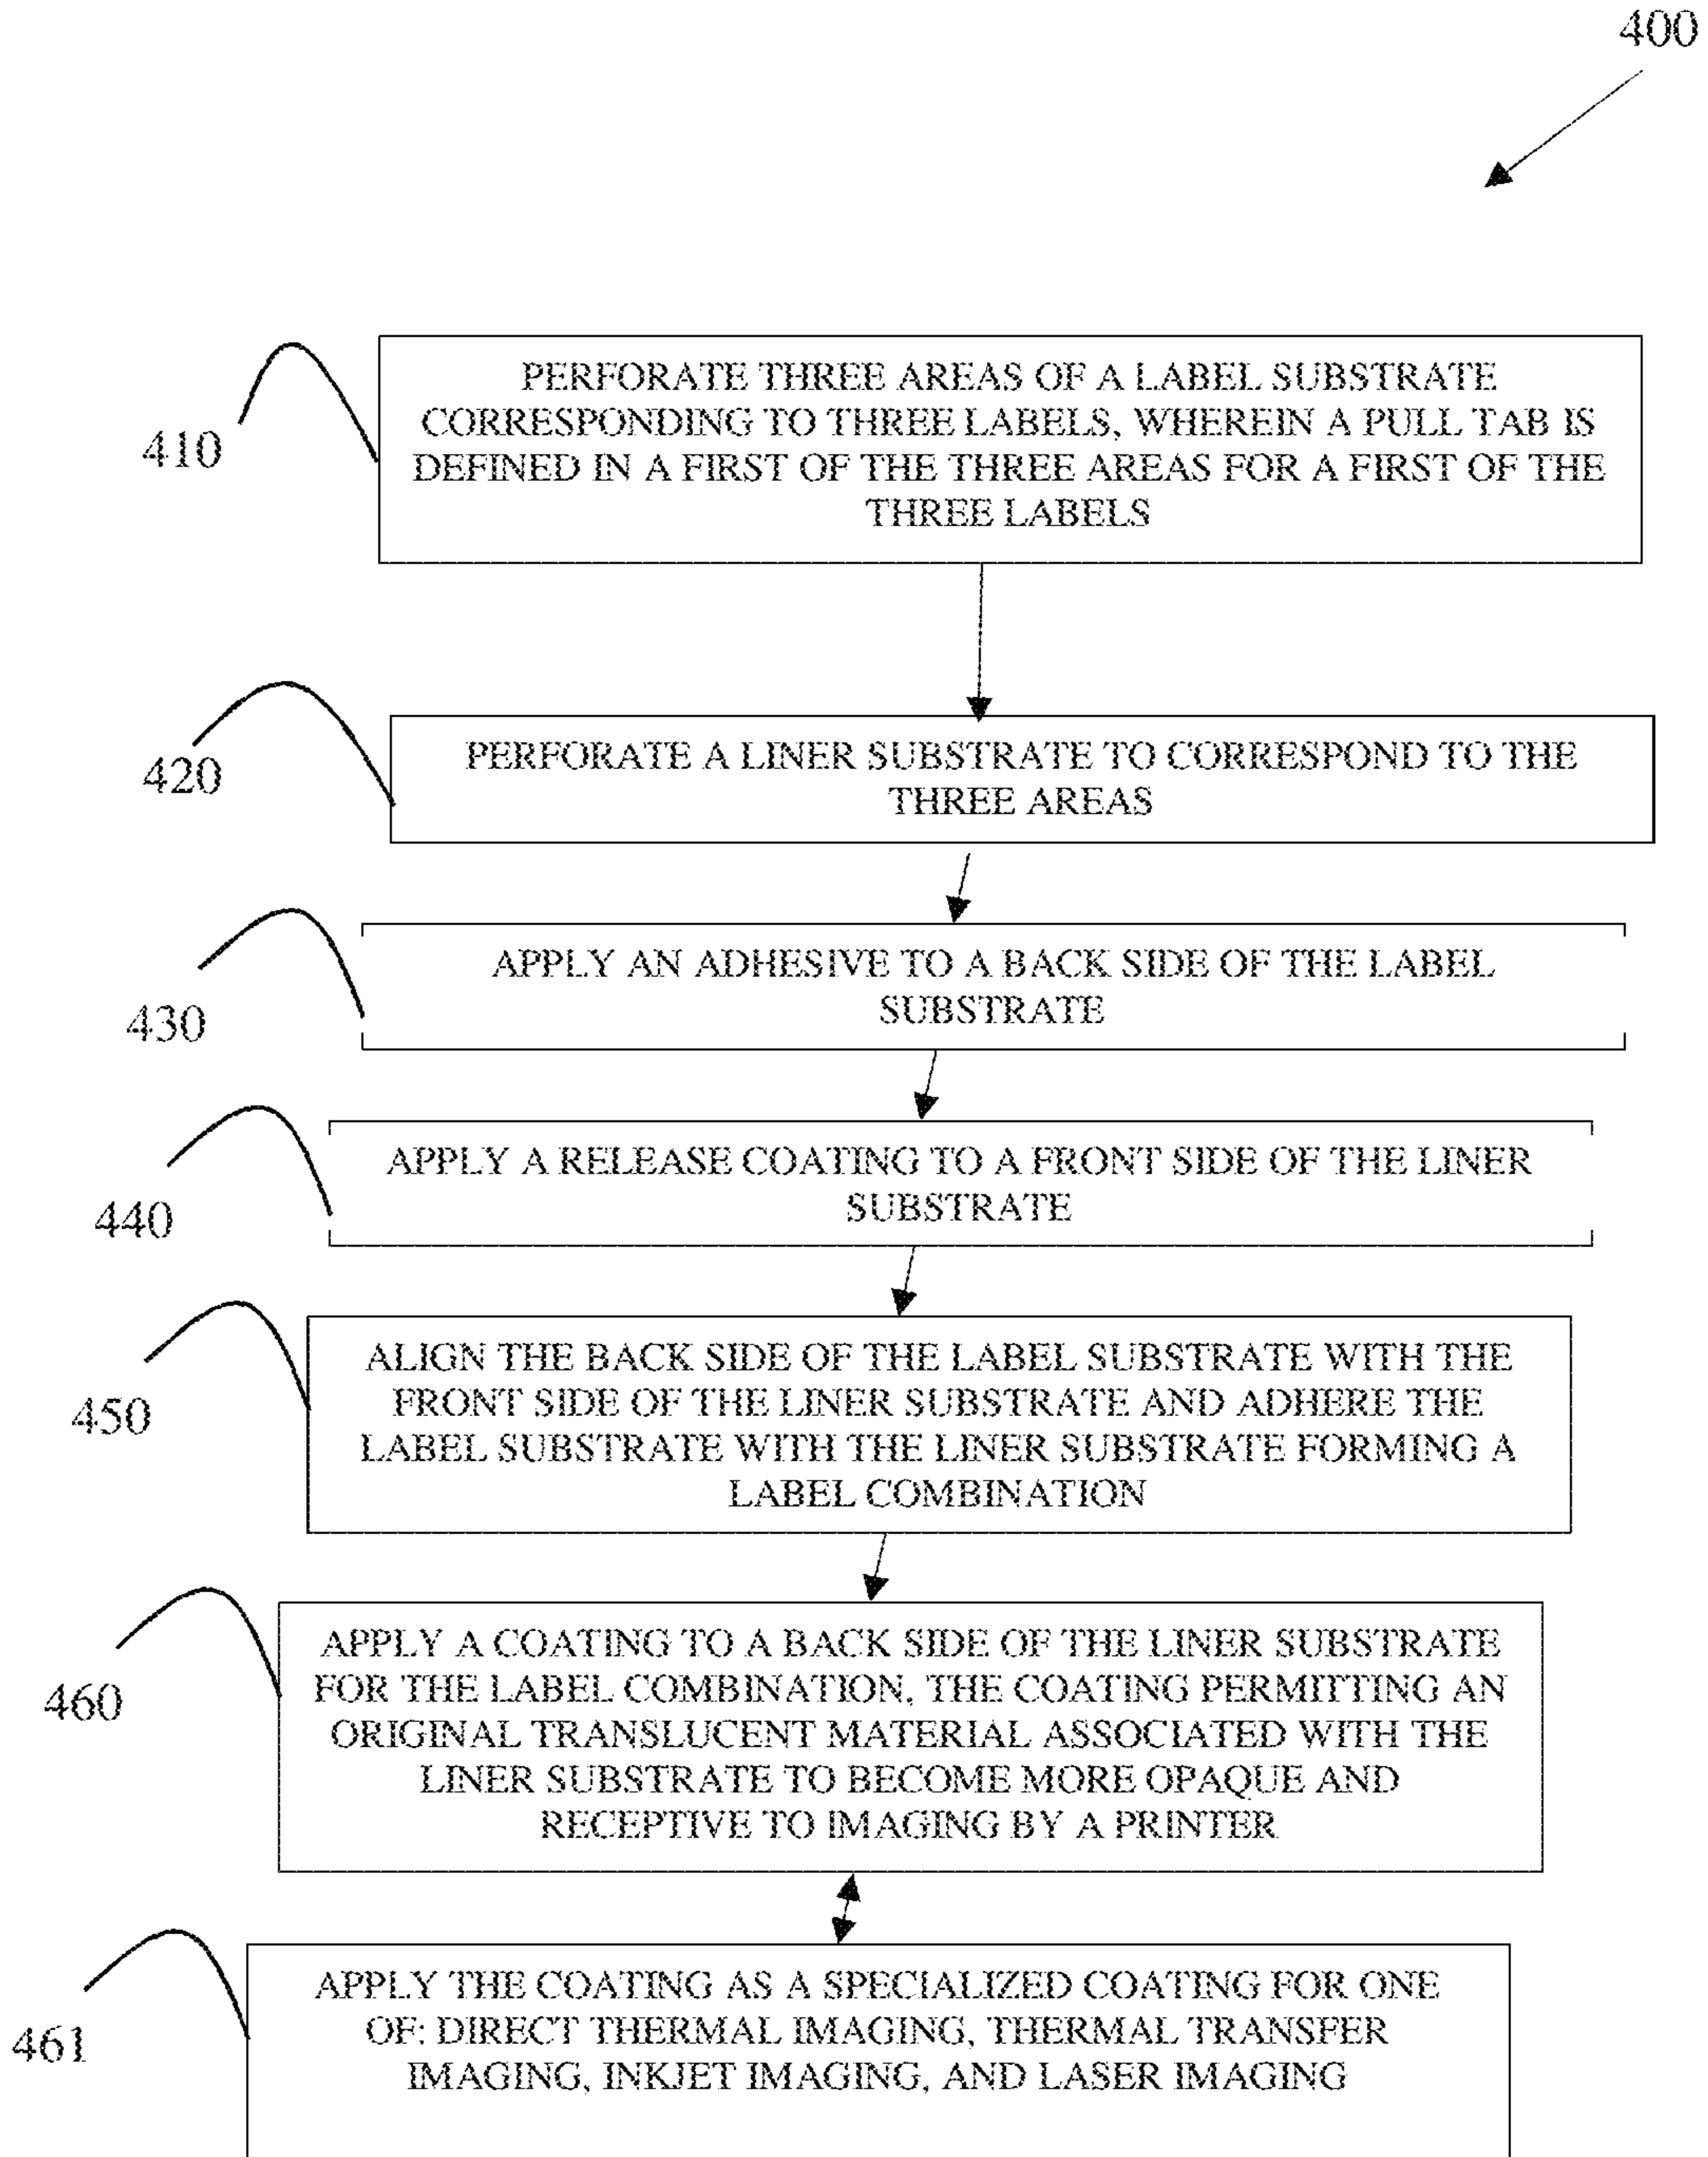 400
410
PERFORATE THREE AREAS OF A LABEL SUBSTRATE
CORRESPONDING TO THREE LABELS, WHEREIN A PULL TAB IS
DEFINED IN A FIRST OF THE THREE AREAS FOR A FIRST OF THE
THREE LABELS
420
PERFORATE A LINER SUBSTRATE TO CORRESPOND TO THE
THREE AREAS
430
APPLY AN ADHESIVE TO A BACK SIDE OF THE LABEL
SUBSTRATE
440
APPLY A RELEASE COATING TO A FRONT SIDE OF THE LINER
SUBSTRATE
450
ALIGN THE BACK SIDE OF THE LABEL SUBSTRATE WITH THE
FRONT SIDE OF THE LINER SUBSTRATE AND ADHERE THE
LABEL SUBSTRATE WITH THE LINER SUBSTRATE FORMING A
LABEL COMBINATION
460
APPLY A COATING TO A BACK SIDE OF THE LINER SUBSTRATE
FOR THE LABEL COMBINATION, THE COATING PERMITTING AN
ORIGINAL TRANSLUCENT MATERIAL ASSOCIATED WITH THE
LINER SUBSTRATE TO BECOME MORE OPAQUE AND
RECEPTIVE TO IMAGING BY A PRINTER
461
APPLY THE COATING AS A SPECIALIZED COATING FOR ONE
OF: DIRECT THERMAL IMAGING, THERMAL TRANSFER
IMAGING, INKJET IMAGING, AND LASER IMAGING